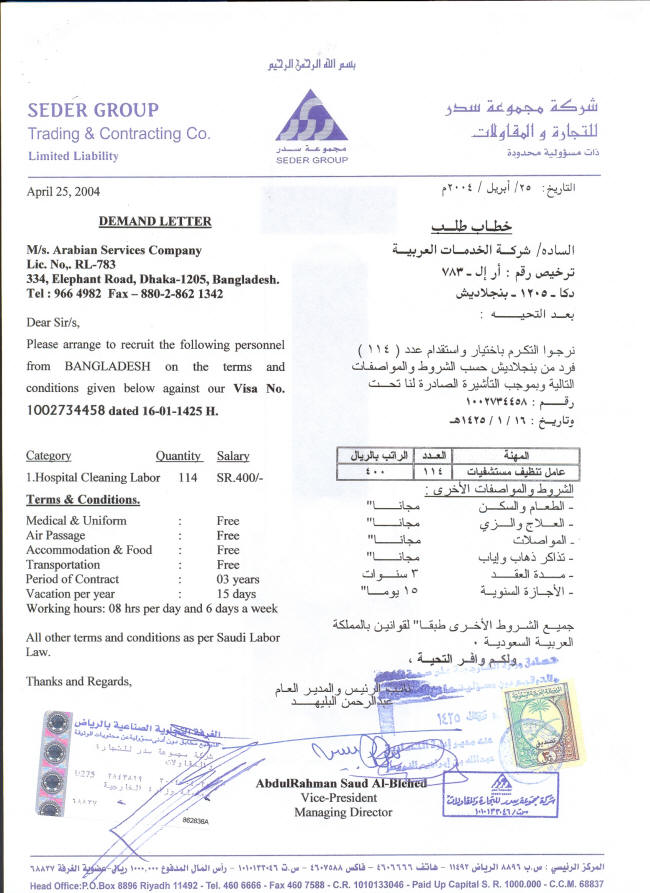 بسم الله الرحمن الرحيم
SEDER GROUP
Trading & Contracting Co.
Limited Liability
مجموعة سدر
SEDER GROUP
شركة مجموعة سدر
للتجارة و المقاولات
ذات مسؤولية محدودة
April 25, 2004
DEMAND LETTER
M/s. Arabian Services Company
Lic. No,. RL-783
334, Elephant Road, Dhaka-1205, Bangladesh.
Tel : 966 4982 Fax – 880-2-862 1342
Dear Sir/s,
Please arrange to recruit the following personnel
from BANGLADESH on the terms and
conditions given below against our Visa No.
1002734458 dated 16-01-1425 H.
Category Quantity Salary
1.Hospital Cleaning Labor 114 SR.400/-
Terms & Conditions.
Medical & Uniform : Free
Air Passage : Free
Accommodation & Food : Free
Transportation : Free
Period of Contract : 03 years
Vacation per year : 15 days
Working hours: 08 hrs per day and 6 days a week
All other terms and conditions as per Saudi Labor
Law.
Thanks and Regards,
التاريخ: ٢٥/ أبريل / ٢٠٠٤م
خطاب طلب
الساده/ شركة الخدمات العربية
ترخيص رقم : أر إل - ٧٨٣
دكا - ١٢٠٥ - بنجلاديش
بعد التحيه :
نرجوا التكرم باختيار واستقدام عدد ( ١١٤ )
فرد من بنجلاديش حسب الشروط والمواصفات
التالية وبموجب التأشيرة الصادرة لنا تحت
رقم : ١٠٠٢٧٣٤٤٥٨
وتاريخ : ١٦ / ١ / ١٤٢٥هـ
المهنة العدد الراتب بالريال
عامل تنظيف مستشفيات ١١٤ ٤٠٠
الشروط والمواصفات الأخرى :
- الطعام والسكن مجانا"
- العلاج والزي مجانا"
- المواصلات مجانا"
- تذاكر ذهاب وإياب مجانا"
- مدة العقد ٣ سنوات
- الأجازة السنوية ١٥ يوما"
جميع الشروط الأخرى طبقا" لقوانين بالمملكة
العربية السعودية .
ولكم وافر التحية ،
نائب الرئيس والمدير العام
عبدالرحمن البليهد
الغرفة التجارية الصناعية بالرياض
٦٨٨٣٧
862836A
AbdulRahman Saud Al-Blehed
Vice-President
Managing Director
شركة مجموعة سدر للتجارة والمقاولات
س.ت/ ١٠١٠١٣٣٠٤٦
المركز الرئيسي : ص.ب ٨٨٩٦ الرياض ١١٤٩٢ - هاتف ٤٦٠٦٦٦٦ - فاكس ٤٦٠٧٥٨٨ - س.ت ١٠١٠١٣٣٠٤٦ - رأس المال المدفوع ١,٠٠٠,٠٠٠ ريال - عضوية الغرفة ٦٨٨٣٧
Head Office:P.O.Box 8896 Riyadh 11492 - Tel. 460 6666 - Fax 460 7588 - C.R. 1010133046 - Paid Up Capital S. R. 1000.000 - C.C.M. 68837